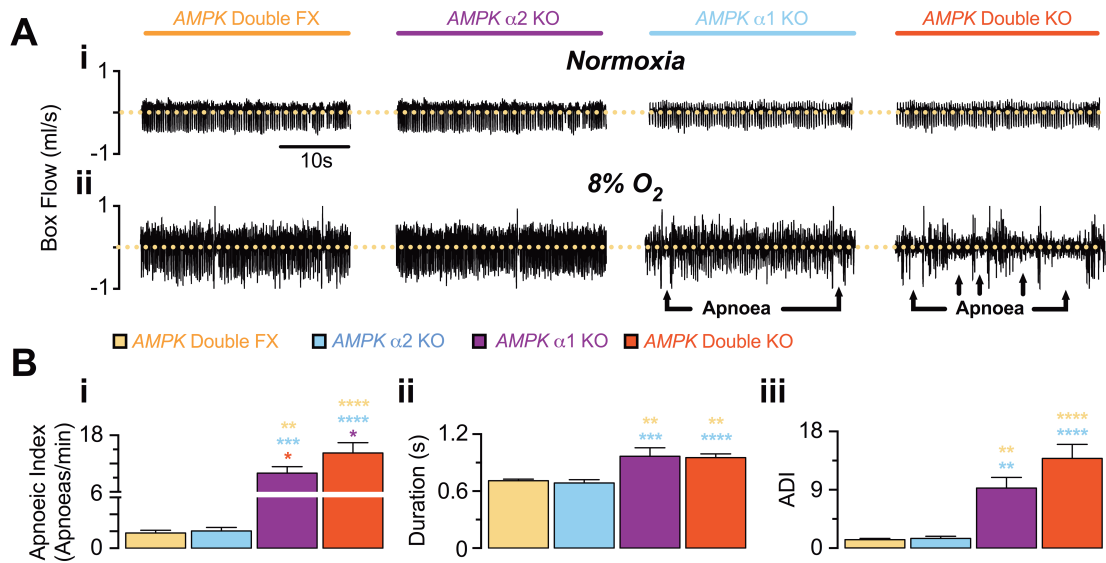 A
AMPK Double FX
AMPK α2 KO
AMPK α1 KO
AMPK Double KO
i
Normoxia
Box Flow (ml/s)
1
-1
10s
ii
8% O2
1
-1
Apnoea
Apnoea
AMPK Double FX
AMPK α2 KO
AMPK α1 KO
AMPK Double KO
B
i
Apnoeic Index
(Apnoeas/min)
18
6
0
**
***
*
****
****
*
ii
Duration (s)
1.2
0.6
0
**
***
**
****
iii
ADI
18
9
0
**
**
****
****